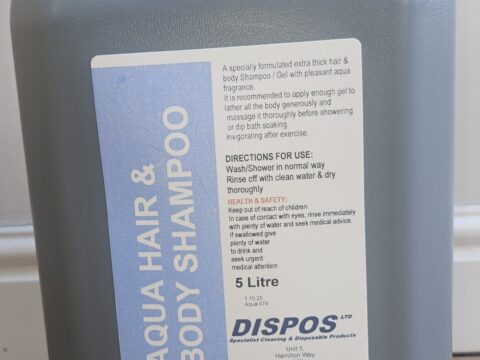 AQUA HAIR &
BODY SHAMPOO
A specially formulated extra thick hair &
body Shampoo / Gel with pleasant aqua
fragrance.
It is recommended to apply enough gel to
lather all the body generously and
massage it thoroughly before showering
or dip bath soaking.
Invigorating after exercise.
DIRECTIONS FOR USE:
Wash/Shower in normal way
Rinse off with clean water & dry
thoroughly
HEALTH & SAFETY:
Keep out of reach of children
In case of contact with eyes, rinse immediately
with plenty of water and seek medical advice.
If swallowed give
plenty of water
to drink and
seek urgent
medical attention
5 Litre
1.10.25
Aqua 079
DISPOS LTD
Specialist Cleaning & Disposable Products
Unit 5,
Hamilton Way,